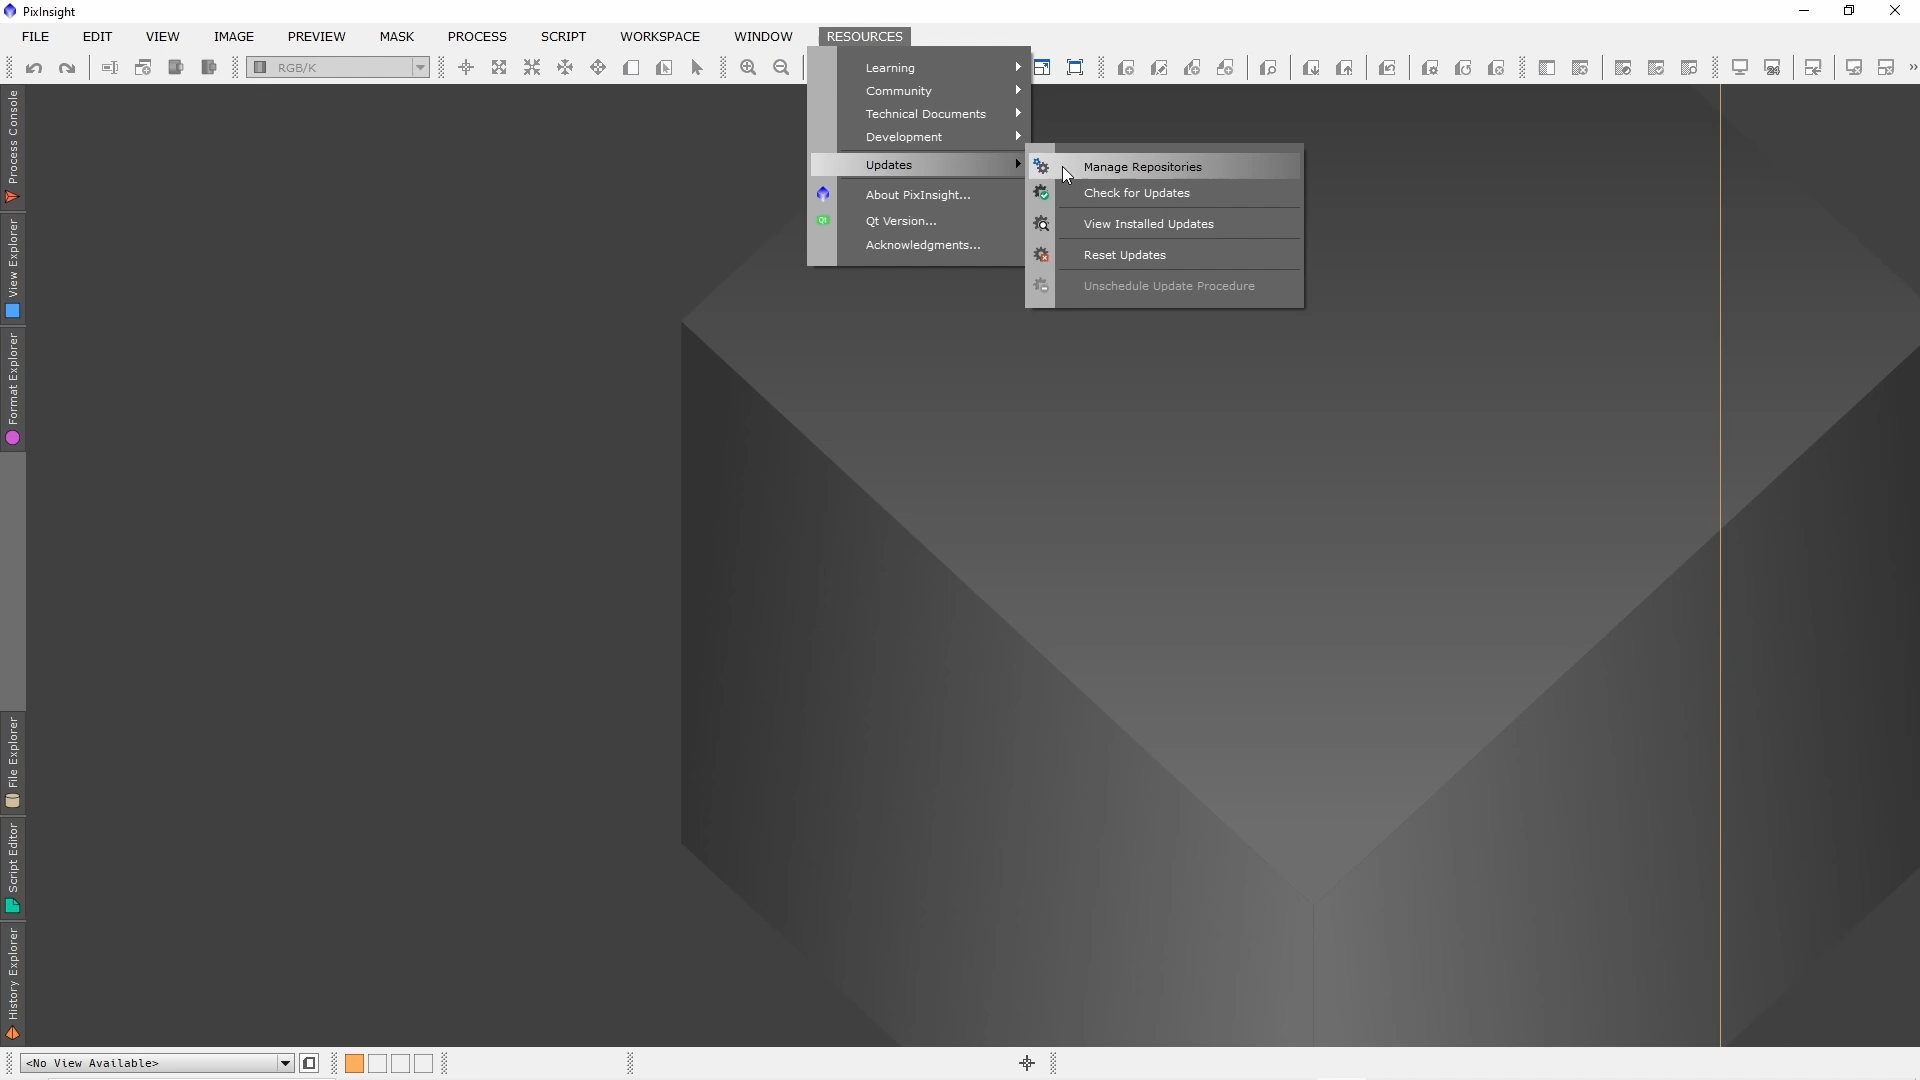 PixInsight
FILE EDIT VIEW IMAGE PREVIEW MASK PROCESS SCRIPT WORKSPACE WINDOW RESOURCES
RGB/K
24
»
Learning
Community
Technical Documents
Development
Updates
About PixInsight...
Qt Version...
Acknowledgments...
Manage Repositories
Check for Updates
View Installed Updates
Reset Updates
Unschedule Update Procedure
Process Console
View Explorer
Format Explorer
File Explorer
Script Editor
History Explorer
<No View Available>